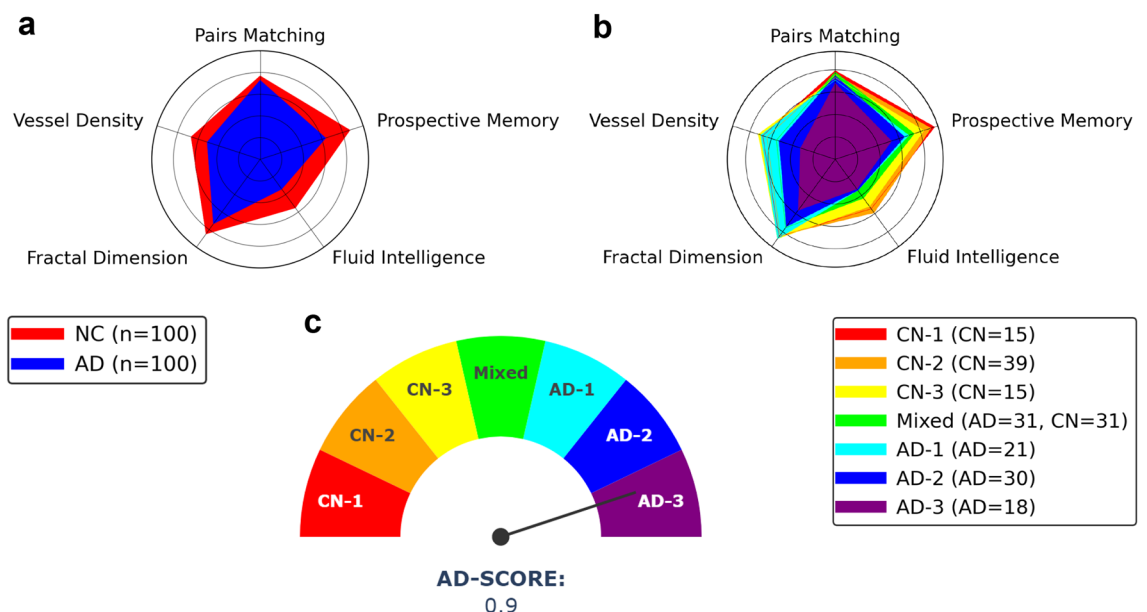 a
Pairs Matching
Vessel Density
Prospective Memory
Fractal Dimension
Fluid Intelligence
b
Pairs Matching
Vessel Density
Prospective Memory
Fractal Dimension
Fluid Intelligence
NC (n=100)
AD (n=100)
c
CN-1
CN-2
CN-3
Mixed
AD-1
AD-2
AD-3
AD-SCORE:
0.9
CN-1 (CN=15)
CN-2 (CN=39)
CN-3 (CN=15)
Mixed (AD=31, CN=31)
AD-1 (AD=21)
AD-2 (AD=30)
AD-3 (AD=18)